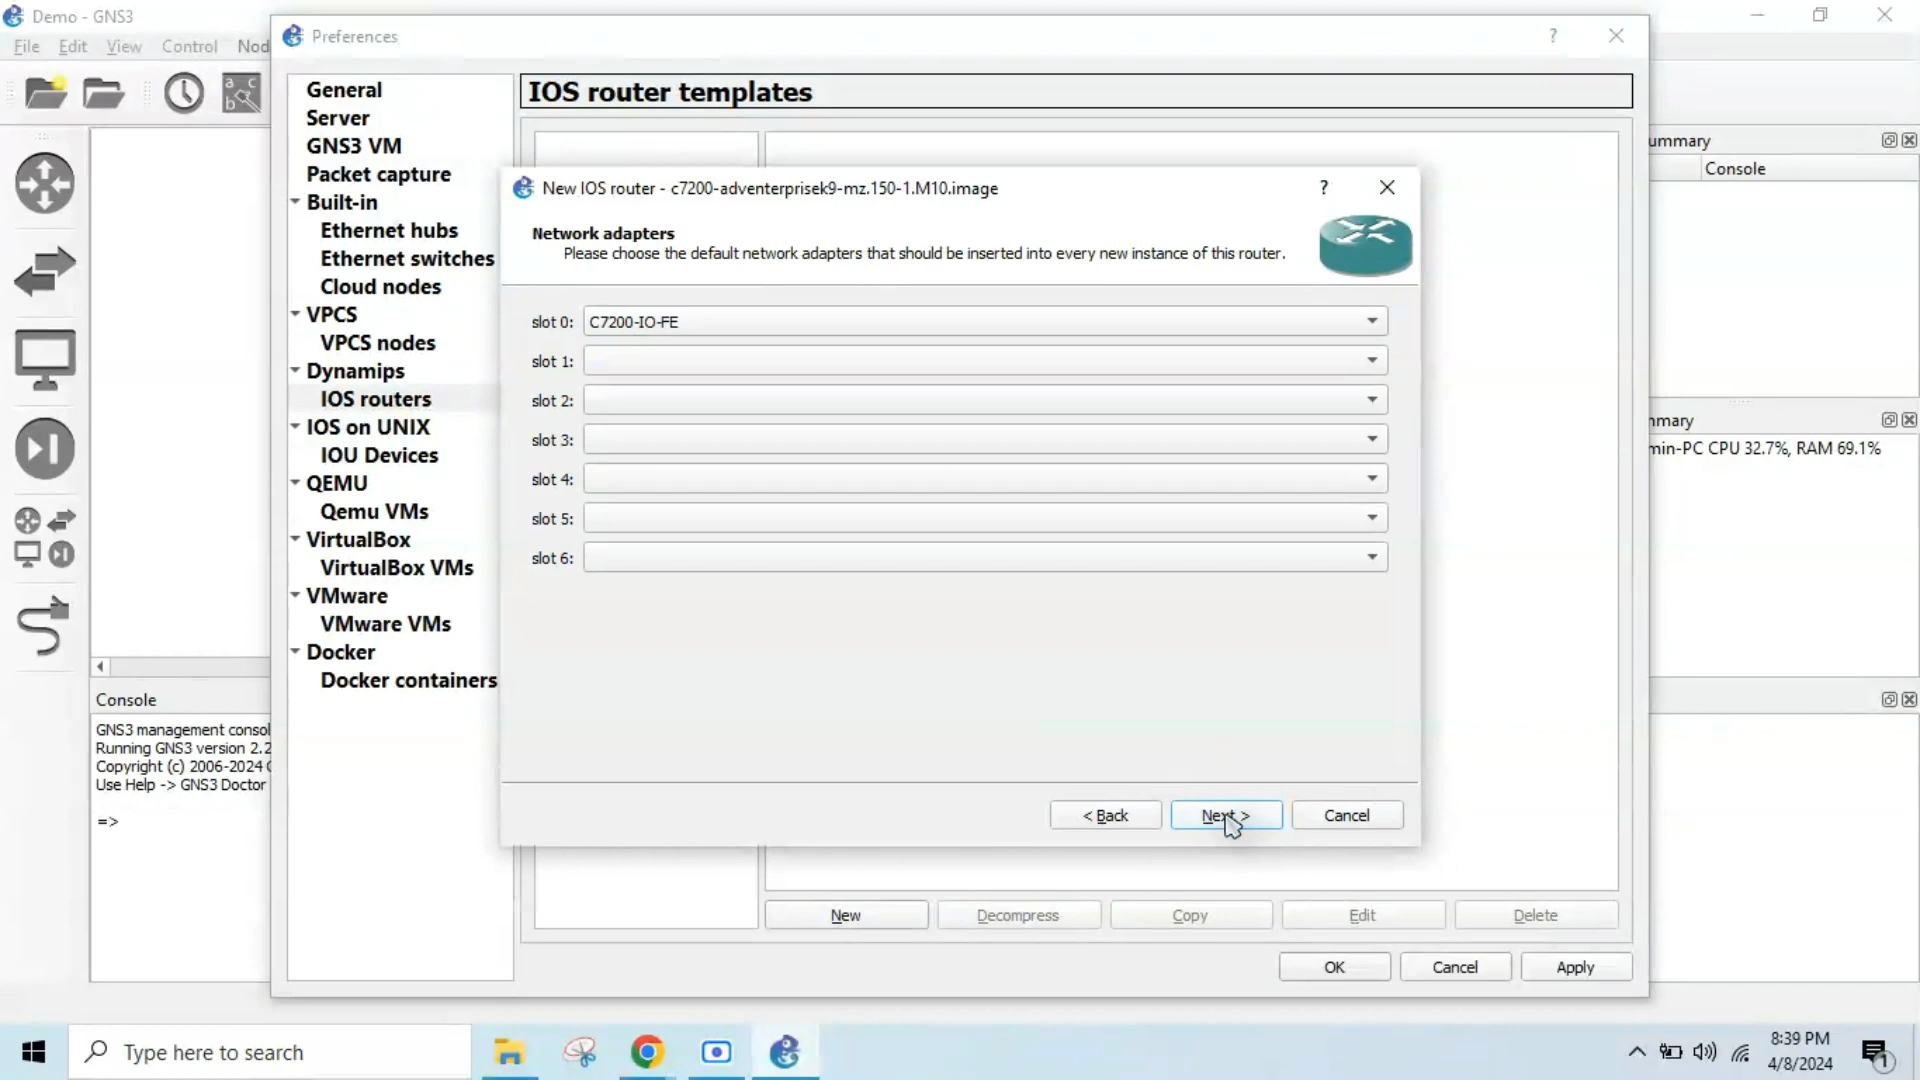 Demo - GNS3
Preferences
File Edit View Control Nod
General
Server
GNS3 VM
Packet capture
Built-in
Ethernet hubs
Ethernet switches
Cloud nodes
VPCS
VPCS nodes
Dynamips
IOS routers
IOS on UNIX
IOU Devices
QEMU
Qemu VMs
VirtualBox
VirtualBox VMs
VMware
VMware VMs
Docker
Docker containers
IOS router templates
New IOS router - c7200-adventerprisek9-mz.150-1.M10.image
Network adapters
Please choose the default network adapters that should be inserted into every new instance of this router.
slot 0: C7200-IO-FE
slot 1:
slot 2:
slot 3:
slot 4:
slot 5:
slot 6:
< Back Next > Cancel
New Decompress Copy Edit Delete
OK Cancel Apply
ummary
Console
mmary
min-PC CPU 32.7%, RAM 69.1%
Console
GNS3 management consol
Running GNS3 version 2.2
Copyright (c) 2006-2024
Use Help -> GNS3 Doctor
=>
Type here to search
8:39 PM
4/8/2024
1